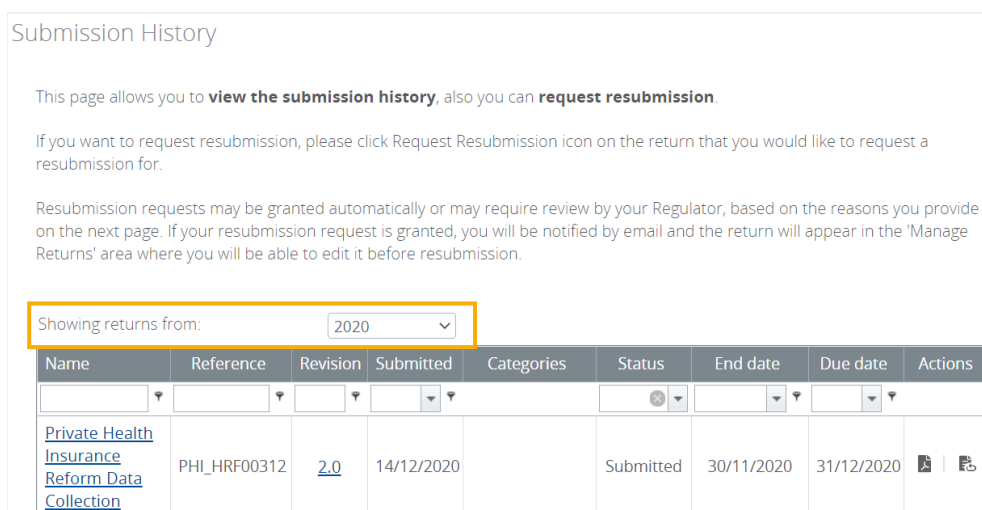 Submission History
This page allows you to view the submission history, also you can request resubmission.
If you want to request resubmission, please click Request Resubmission icon on the return that you would like to request a
resubmission for.
Resubmission requests may be granted automatically or may require review by your Regulator, based on the reasons you provide
on the next page. If your resubmission request is granted, you will be notified by email and the return will appear in the 'Manage
Returns' area where you will be able to edit it before resubmission.
Showing returns from: 2020
Name Reference Revision Submitted Categories Status End date Due date Actions
Private Health
Insurance
Reform Data
Collection
PHI_HRF00312 2.0 14/12/2020 Submitted 30/11/2020 31/12/2020